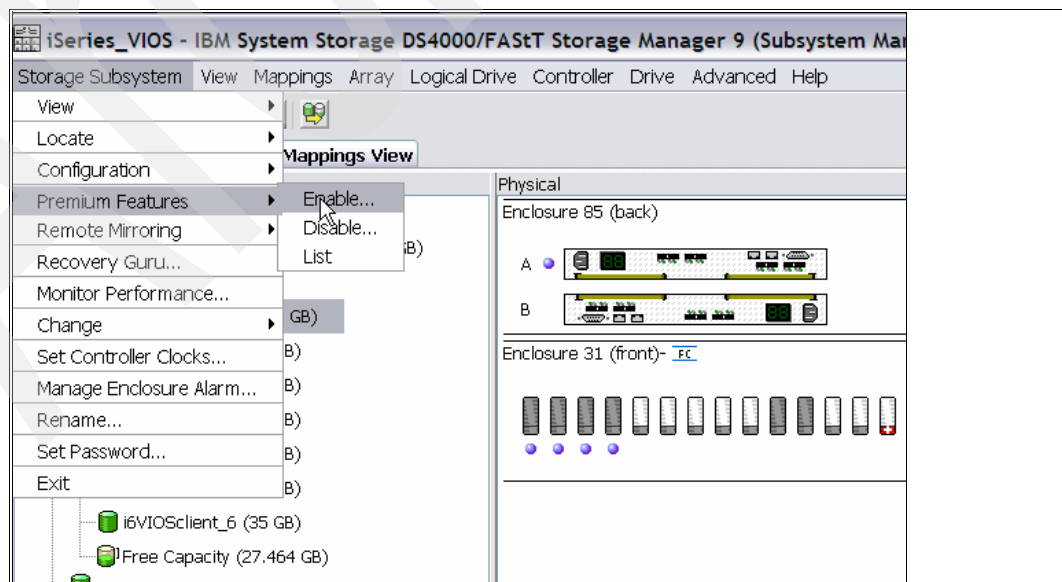 iSeries_VIOS - IBM System Storage DS4000/FAStT Storage Manager 9 (Subsystem Mar
Storage Subsystem View Mappings Array Logical Drive Controller Drive Advanced Help
View
Locate
Configuration
Premium Features
Remote Mirroring
Recovery Guru...
Monitor Performance...
Change
Set Controller Clocks...
Manage Enclosure Alarm...
Rename...
Set Password...
Exit
Enable...
Disable...
List
Mappings View
B)
GB)
B)
B)
B)
B)
B)
i6VIOSclient_6 (35 GB)
Free Capacity (27.464 GB)
Physical
Enclosure 85 (back)
A
B
Enclosure 31 (front)- FC